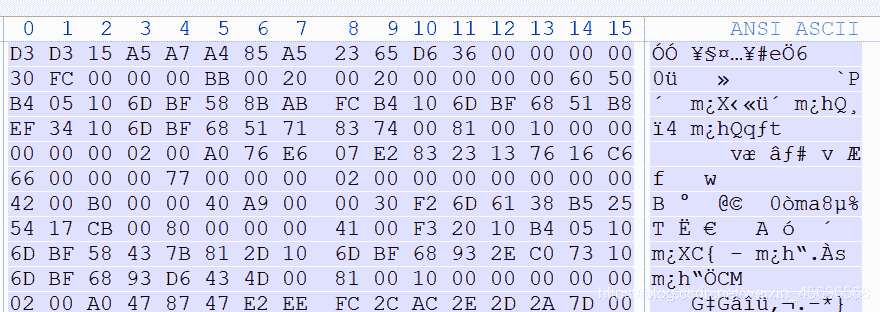 0 1 2 3 4 5 6 7 8 9 10 11 12 13 14 15 ANSI ASCII
D3 D3 15 A5 A7 A4 85 A5 23 65 D6 36 00 00 00 00 ÓÓ ¥§¤…¥#eÖ6
30 FC 00 00 00 BB 00 20 00 20 00 00 00 00 60 50 0ü » `P
B4 05 10 6D BF 58 8B AB FC B4 10 6D BF 68 51 B8 ´ m¿X‹«ü´ m¿hQ¸
EF 34 10 6D BF 68 51 71 83 74 00 81 00 10 00 00 ï4 m¿hQqƒt
00 00 00 02 00 A0 76 E6 07 E2 83 23 13 76 16 C6 væ âƒ# v Æ
66 00 00 00 77 00 00 00 02 00 00 00 00 00 00 00 f w
42 00 B0 00 00 40 A9 00 00 30 F2 6D 61 38 B5 25 B ° @© 0òma8µ%
54 17 CB 00 80 00 00 00 41 00 F3 20 10 B4 05 10 T Ë € A ó ´
6D BF 58 43 7B 81 2D 10 6D BF 68 93 2E C0 73 10 m¿XC{ - m¿h“.Às
6D BF 68 93 D6 43 4D 00 81 00 10 00 00 00 00 00 m¿h“ÖCM
02 00 A0 47 87 47 E2 EE FC 2C AC 2E 2D 2A 7D 00 G‡Gâîü,¬.-*}